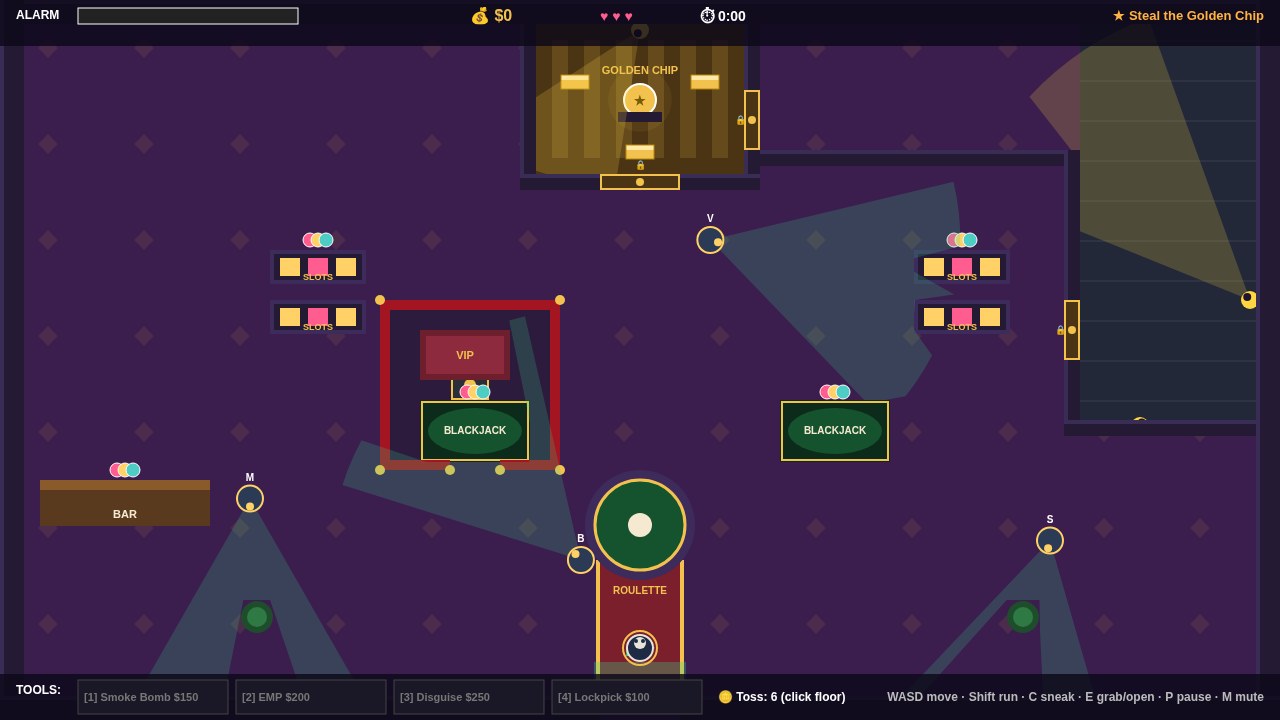 ALARM
💰 $0
♥ ♥ ♥
⏱ 0:00
★ Steal the Golden Chip
GOLDEN CHIP
★
V
SLOTS
SLOTS
SLOTS
SLOTS
VIP
BLACKJACK
BLACKJACK
M
BAR
S
B
ROULETTE
TOOLS:
[1] Smoke Bomb $150
[2] EMP $200
[3] Disguise $250
[4] Lockpick $100
Toss: 6 (click floor)
WASD move · Shift run · C sneak · E grab/open · P pause · M mute